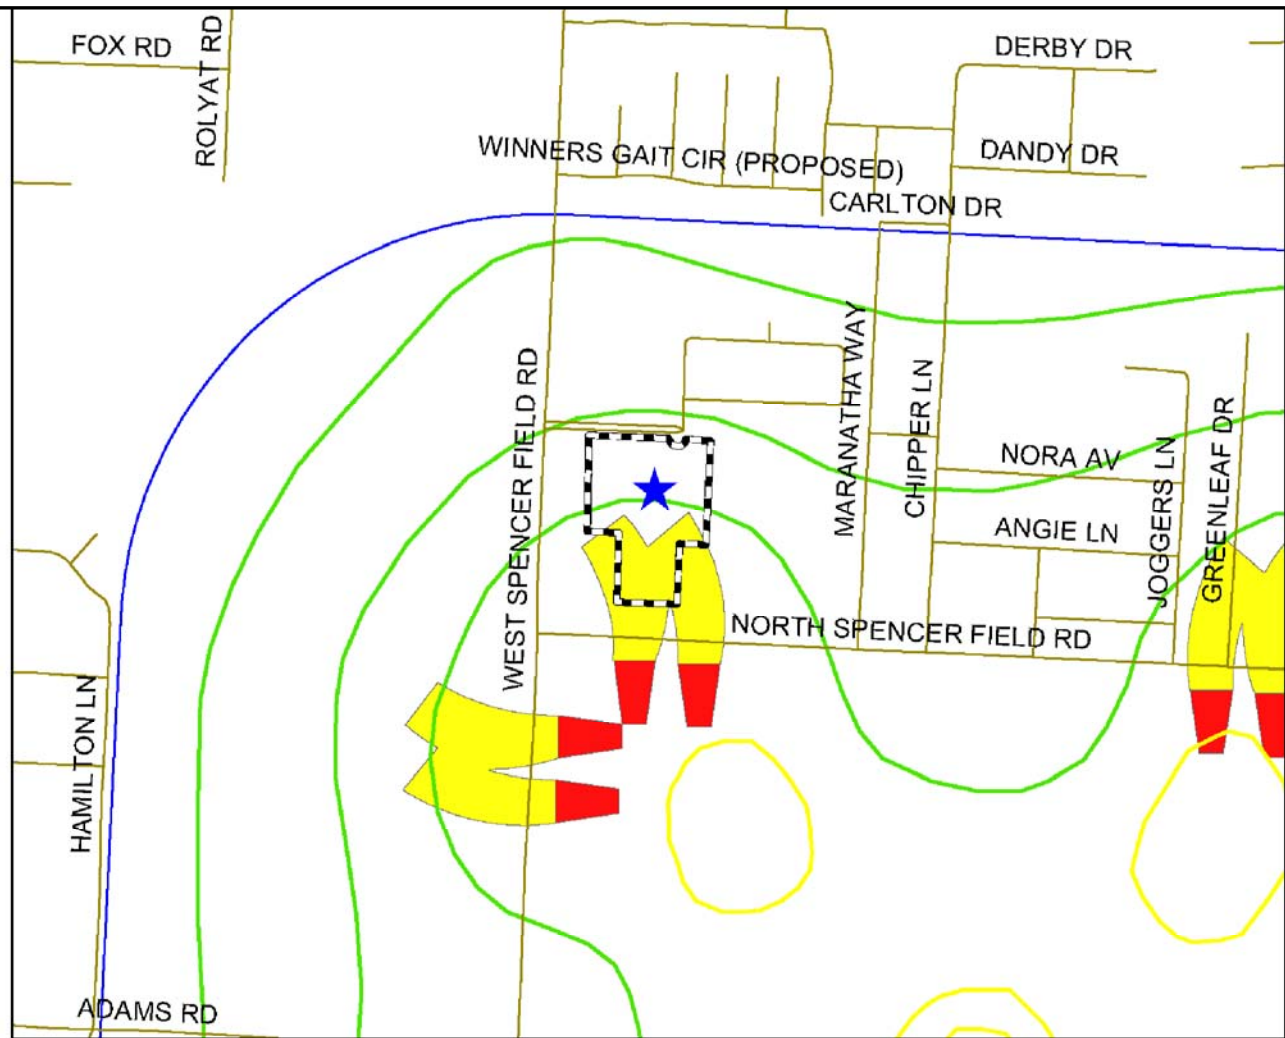 FOX RD
ROLYAT RD
DERBY DR
WINNERS GAIT CIR (PROPOSED)
DANDY DR
CARLTON DR
WEST SPENCER FIELD RD
MARANATHA WAY
CHIPPER LN
NORA AV
JOGGERS LN
GREENLEAF DR
ANGIE LN
NORTH SPENCER FIELD RD
HAMILTON LN
ADAMS RD